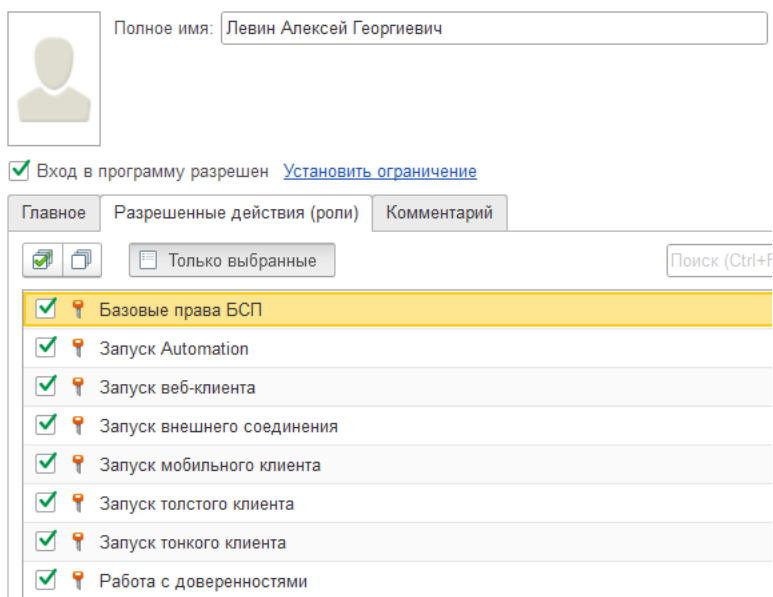 Полное имя: Левин Алексей Георгиевич
Вход в программу разрешен Установить ограничение
Главное Разрешенные действия (роли) Комментарий
Только выбранные Поиск (Ctrl+F
Базовые права БСП
Запуск Automation
Запуск веб-клиента
Запуск внешнего соединения
Запуск мобильного клиента
Запуск толстого клиента
Запуск тонкого клиента
Работа с доверенностями